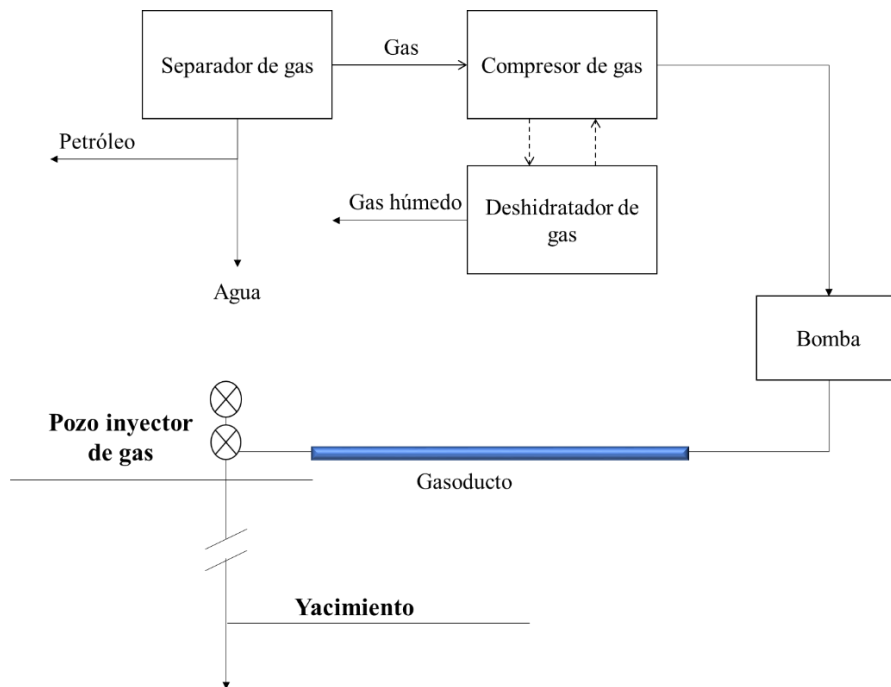 Separador de gas
Gas
Compresor de gas
Petróleo
Gas húmedo
Deshidratador de
gas
Agua
Bomba
Pozo inyector
de gas
Gasoducto
Yacimiento